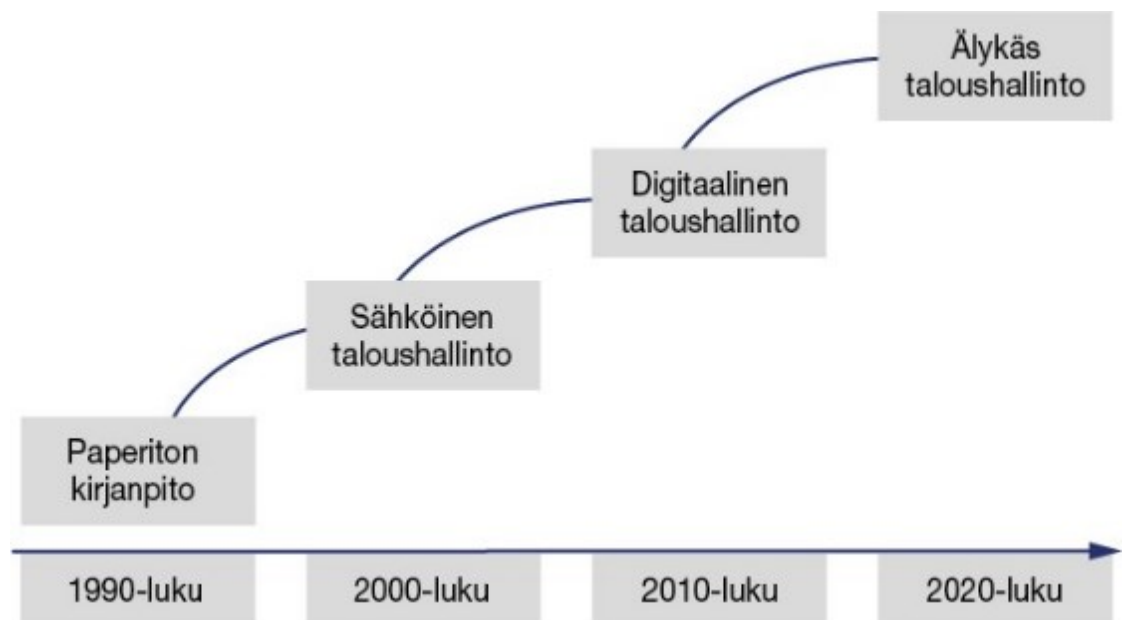 Älykäs
taloushallinto
Digitaalinen
taloushallinto
Sähköinen
taloushallinto
Paperiton
kirjanpito
1990-luku
2000-luku
2010-luku
2020-luku